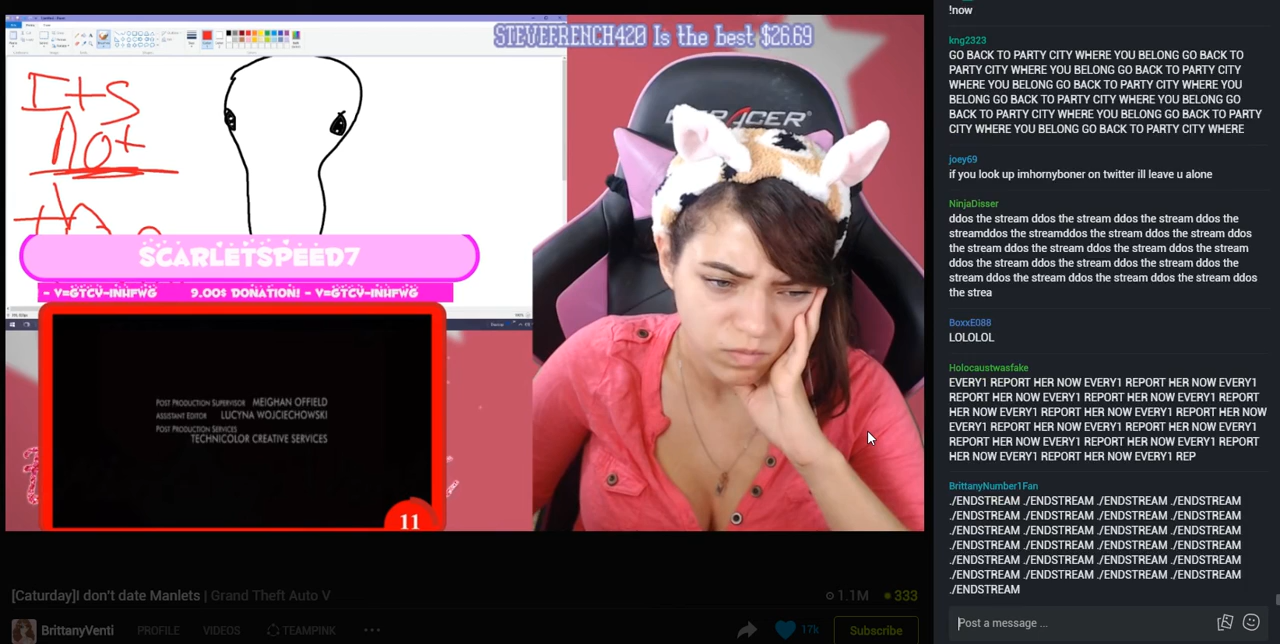 STEVEFRENCH420 Is the best $26.69
Its
not
SCARLETSPEED7
- V=GTCV-INHFWG 9.00$ DONATION! - V=GTCV-INHFWG
POST PRODUCTION SUPERVISOR MEIGHAN OFFIELD
ASSISTANT EDITOR LUCYNA WOJCIECHOWSKI
POST PRODUCTION SERVICES
TECHNICOLOR CREATIVE SERVICES
11
[Caturday]I don't date Manlets | Grand Theft Auto V
1.1M 333
BrittanyVenti PROFILE VIDEOS TEAMPINK
17k Subscribe
!now
kng2323
GO BACK TO PARTY CITY WHERE YOU BELONG GO BACK TO
PARTY CITY WHERE YOU BELONG GO BACK TO PARTY CITY
WHERE YOU BELONG GO BACK TO PARTY CITY WHERE YOU
BELONG GO BACK TO PARTY CITY WHERE YOU BELONG GO
BACK TO PARTY CITY WHERE YOU BELONG GO BACK TO PARTY
CITY WHERE YOU BELONG GO BACK TO PARTY CITY WHERE
joey69
if you look up imhornyboner on twitter ill leave u alone
NinjaDisser
ddos the stream ddos the stream ddos the stream ddos the
streamddos the streamddos the stream ddos the stream ddos
the stream ddos the stream ddos the stream ddos the stream
ddos the stream ddos the stream ddos the stream ddos the
stream ddos the stream ddos the stream ddos the stream ddos
the strea
BoxxE088
LOLOLOL
Holocaustwasfake
EVERY1 REPORT HER NOW EVERY1 REPORT HER NOW EVERY1
REPORT HER NOW EVERY1 REPORT HER NOW EVERY1 REPORT
HER NOW EVERY1 REPORT HER NOW EVERY1 REPORT HER NOW
EVERY1 REPORT HER NOW EVERY1 REPORT HER NOW EVERY1
REPORT HER NOW EVERY1 REPORT HER NOW EVERY1 REPORT
HER NOW EVERY1 REPORT HER NOW EVERY1 REP
BrittanyNumber1Fan
./ENDSTREAM ./ENDSTREAM ./ENDSTREAM ./ENDSTREAM
./ENDSTREAM ./ENDSTREAM ./ENDSTREAM ./ENDSTREAM
./ENDSTREAM ./ENDSTREAM ./ENDSTREAM ./ENDSTREAM
./ENDSTREAM ./ENDSTREAM ./ENDSTREAM ./ENDSTREAM
./ENDSTREAM ./ENDSTREAM ./ENDSTREAM ./ENDSTREAM
./ENDSTREAM ./ENDSTREAM ./ENDSTREAM ./ENDSTREAM
./ENDSTREAM
Post a message ...